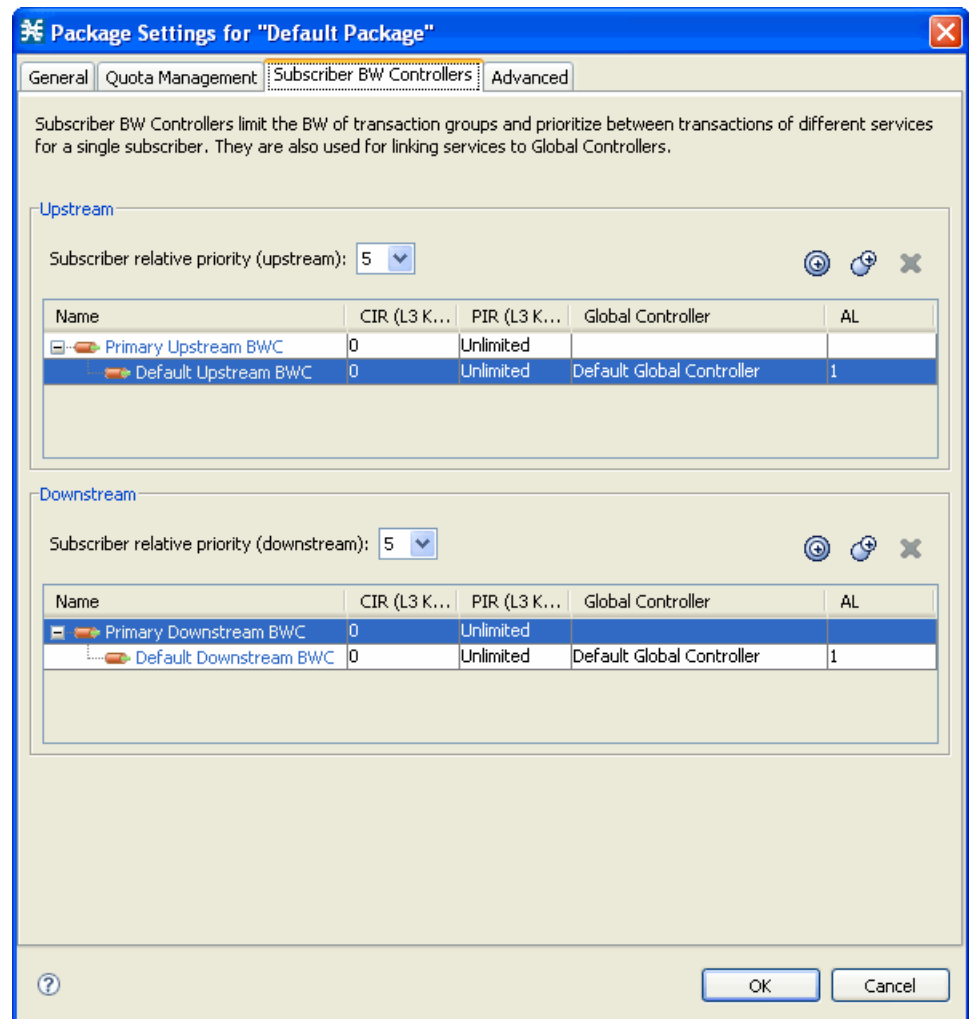 Package Settings for "Default Package"
General Quota Management Subscriber BW Controllers Advanced
Subscriber BW Controllers limit the BW of transaction groups and prioritize between transactions of different services
for a single subscriber. They are also used for linking services to Global Controllers.
Upstream
Subscriber relative priority (upstream): 5
Name CIR (L3 K... PIR (L3 K... Global Controller AL
Primary Upstream BWC 0 Unlimited
Default Upstream BWC 0 Unlimited Default Global Controller 1
Downstream
Subscriber relative priority (downstream): 5
Name CIR (L3 K... PIR (L3 K... Global Controller AL
Primary Downstream BWC 0 Unlimited
Default Downstream BWC 0 Unlimited Default Global Controller 1
? OK Cancel